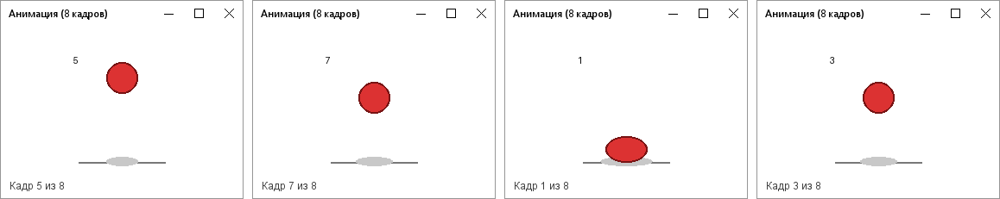 Анимация (8 кадров)
5
Кадр 5 из 8
Анимация (8 кадров)
7
Кадр 7 из 8
Анимация (8 кадров)
1
Кадр 1 из 8
Анимация (8 кадров)
3
Кадр 3 из 8